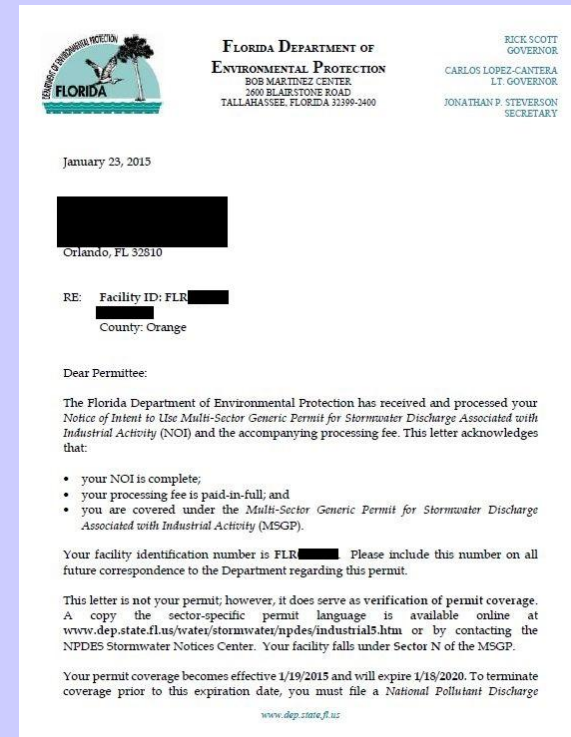 DEPARTMENT OF ENVIRONMENTAL PROTECTION
FLORIDA
FLORIDA DEPARTMENT OF
ENVIRONMENTAL PROTECTION
BOB MARTINEZ CENTER
2600 BLAIRSTONE ROAD
TALLAHASSEE, FLORIDA 32399-2400
RICK SCOTT
GOVERNOR
CARLOS LOPEZ-CANTERA
LT. GOVERNOR
JONATHAN P. STEVERSON
SECRETARY
January 23, 2015
Orlando, FL 32810
RE: Facility ID: FLR
County: Orange
Dear Permittee:
The Florida Department of Environmental Protection has received and processed your
Notice of Intent to Use Multi-Sector Generic Permit for Stormwater Discharge Associated with
Industrial Activity (NOI) and the accompanying processing fee. This letter acknowledges
that:
• your NOI is complete;
• your processing fee is paid-in-full; and
• you are covered under the Multi-Sector Generic Permit for Stormwater Discharge
Associated with Industrial Activity (MSGP).
Your facility identification number is FLR . Please include this number on all
future correspondence to the Department regarding this permit.
This letter is not your permit; however, it does serve as verification of permit coverage.
A copy the sector-specific permit language is available online at
www.dep.state.fl.us/water/stormwater/npdes/industrial5.htm or by contacting the
NPDES Stormwater Notices Center. Your facility falls under Sector N of the MSGP.
Your permit coverage becomes effective 1/19/2015 and will expire 1/18/2020. To terminate
coverage prior to this expiration date, you must file a National Pollutant Discharge
www.dep.state.fl.us